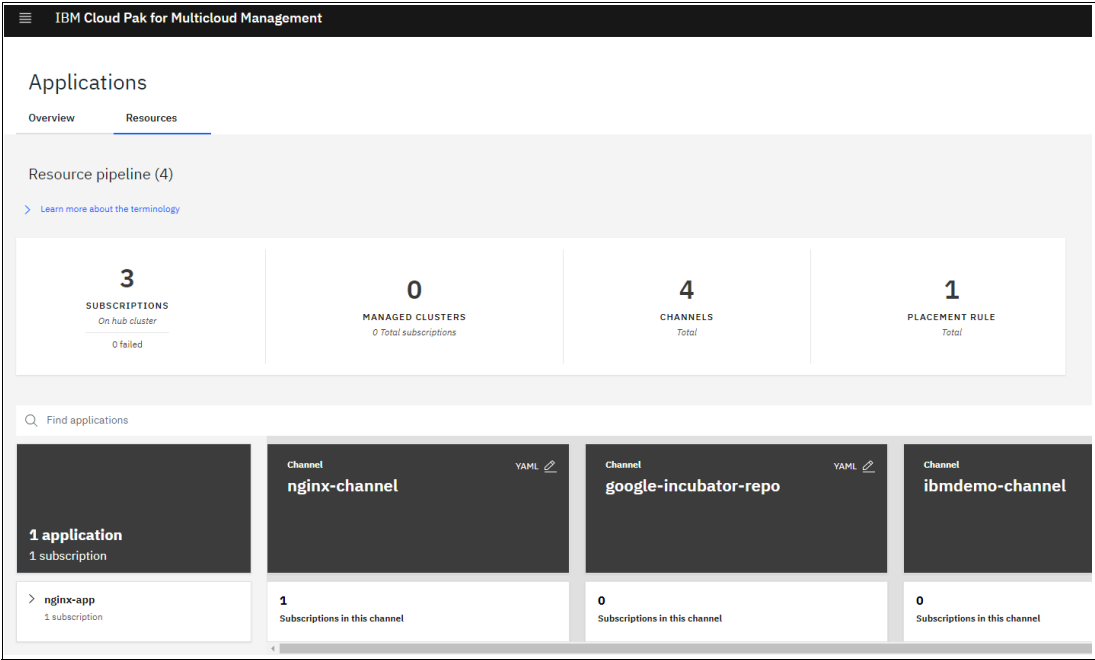 IBM Cloud Pak for Multicloud Management
Applications
Overview
Resources
Resource pipeline (4)
Learn more about the terminology
3
SUBSCRIPTIONS
On hub cluster
0 failed
0
MANAGED CLUSTERS
0 Total subscriptions
4
CHANNELS
Total
1
PLACEMENT RULE
Total
Find applications
1 application
1 subscription
Channel
YAML
nginx-channel
Channel
YAML
google-incubator-repo
Channel
ibmdemo-channel
nginx-app
1 subscription
1
Subscriptions in this channel
0
Subscriptions in this channel
0
Subscriptions in this channel